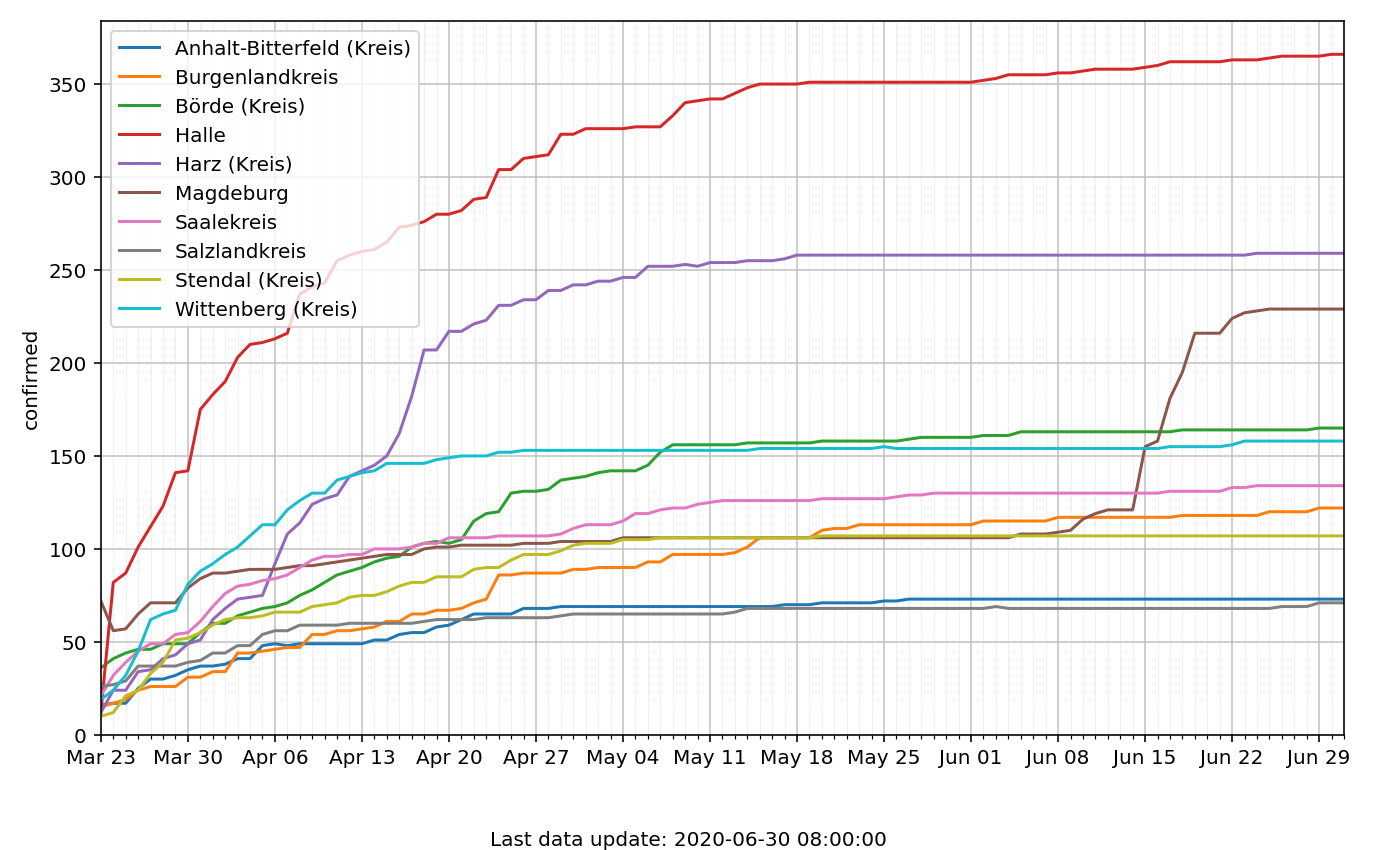 Anhalt-Bitterfeld (Kreis)
Burgenlandkreis
Börde (Kreis)
Halle
Harz (Kreis)
Magdeburg
Saalekreis
Salzlandkreis
Stendal (Kreis)
Wittenberg (Kreis)
350
300
250
200
150
100
50
0
confirmed
Mar 23 Mar 30 Apr 06 Apr 13 Apr 20 Apr 27 May 04 May 11 May 18 May 25 Jun 01 Jun 08 Jun 15 Jun 22 Jun 29
Last data update: 2020-06-30 08:00:00